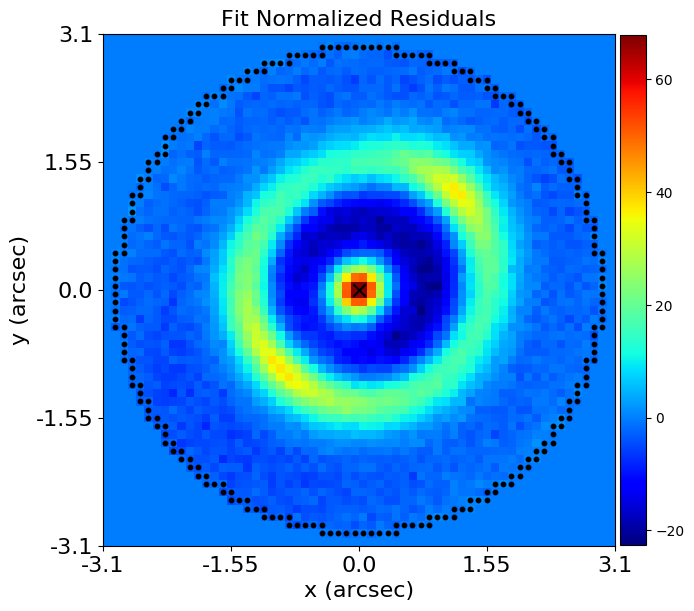 Fit Normalized Residuals
3.1
1.55
0.0
-1.55
-3.1
y (arcsec)
-3.1 -1.55 0.0 1.55 3.1
x (arcsec)
60
40
20
0
−20